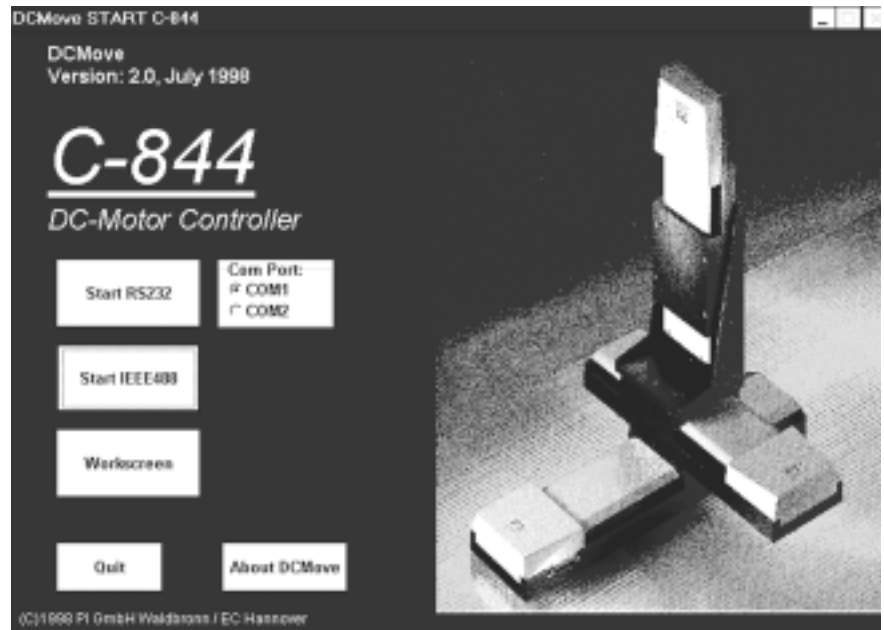 DCMove START C-844
DCMove
Version: 2.0, July 1998
C-844
DC-Motor Controller
Start RS232
Com Port:
COM1
COM2
Start IEEE488
Workscreen
Quit
About DCMove
(C)1998 PI GmbH Waldbronn / EC Hannover